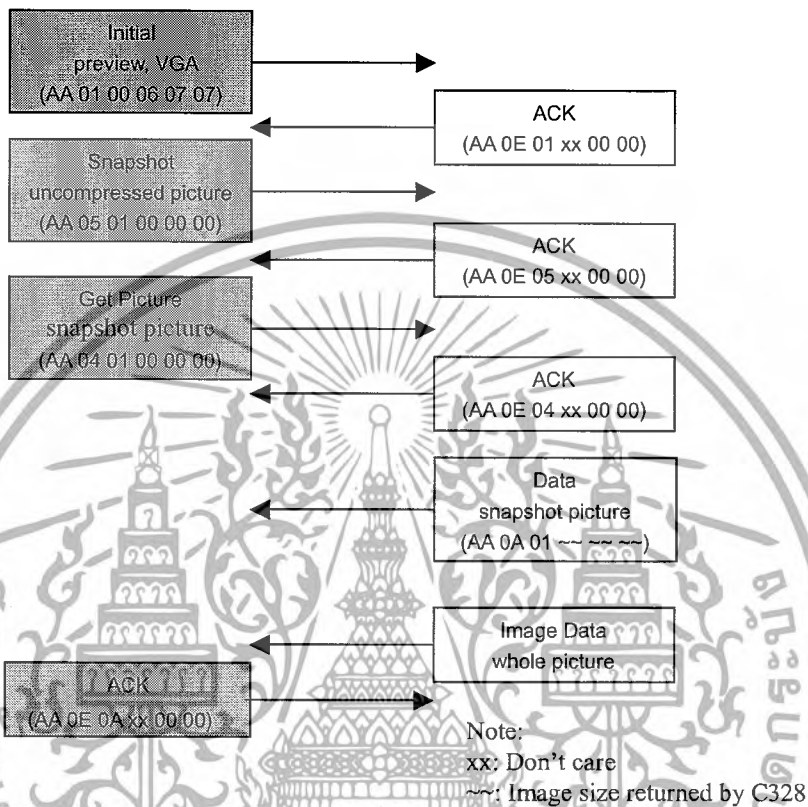 Initial
preview, VGA
(AA 01 00 06 07 07)
ACK
(AA 0E 01 xx 00 00)
Snapshot
uncompressed picture
(AA 05 01 00 00 00)
ACK
(AA 0E 05 xx 00 00)
Get Picture
snapshot picture
(AA 04 01 00 00 00)
ACK
(AA 0E 04 xx 00 00)
Data
snapshot picture
(AA 0A 01 ~~ ~~ ~~)
Image Data
whole picture
ACK
(AA 0E 0A xx 00 00)
Note:
xx: Don't care
~~: Image size returned by C328